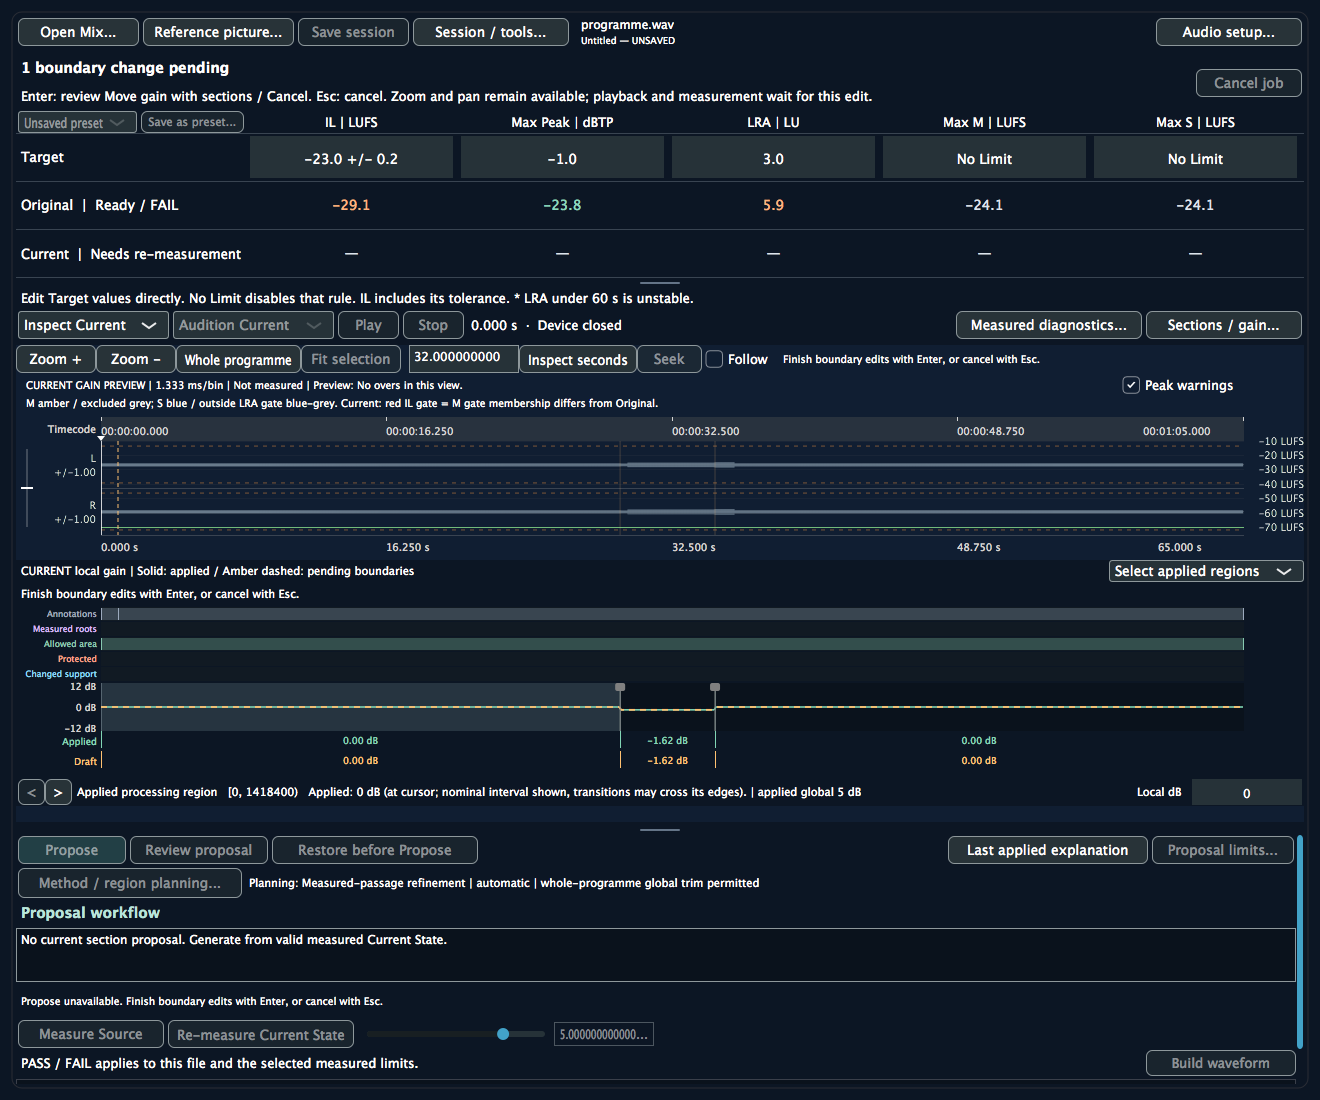 Open Mix... Reference picture... Save session Session / tools... programme.wav Audio setup...
Untitled — UNSAVED
1 boundary change pending
Cancel job
Enter: review Move gain with sections / Cancel. Esc: cancel. Zoom and pan remain available; playback and measurement wait for this edit.
Unsaved preset Save as preset... IL | LUFS Max Peak | dBTP LRA | LU Max M | LUFS Max S | LUFS
Target -23.0 +/- 0.2 -1.0 3.0 No Limit No Limit
Original | Ready / FAIL -29.1 -23.8 5.9 -24.1 -24.1
Current | Needs re-measurement — — — — —
Edit Target values directly. No Limit disables that rule. IL includes its tolerance. * LRA under 60 s is unstable.
Inspect Current Audition Current Play Stop 0.000 s · Device closed Measured diagnostics... Sections / gain...
Zoom + Zoom − Whole programme Fit selection 32.000000000 Inspect seconds Seek Follow Finish boundary edits with Enter, or cancel with Esc.
CURRENT GAIN PREVIEW | 1.333 ms/bin | Not measured | Preview: No overs in this view. Peak warnings
M amber / excluded grey; S blue / outside LRA gate blue-grey. Current: red IL gate = M gate membership differs from Original.
Timecode 00:00:00.000 00:00:16.250 00:00:32.500 00:00:48.750 00:01:05.000
-10 LUFS
-20 LUFS
L
-30 LUFS
+/-1.00
-40 LUFS
-50 LUFS
R
-60 LUFS
+/-1.00
-70 LUFS
0.000 s 16.250 s 32.500 s 48.750 s 65.000 s
CURRENT local gain | Solid: applied / Amber dashed: pending boundaries Select applied regions
Finish boundary edits with Enter, or cancel with Esc.
Annotations
Measured roots
Allowed area
Protected
Changed support
12 dB
0 dB
-12 dB
Applied 0.00 dB -1.62 dB 0.00 dB
Draft 0.00 dB -1.62 dB 0.00 dB
< > Applied processing region [0, 1418400) Applied: 0 dB (at cursor; nominal interval shown, transitions may cross its edges). | applied global 5 dB Local dB 0
Propose Review proposal Restore before Propose Last applied explanation Proposal limits...
Method / region planning... Planning: Measured-passage refinement | automatic | whole-programme global trim permitted
Proposal workflow
No current section proposal. Generate from valid measured Current State.
Propose unavailable. Finish boundary edits with Enter, or cancel with Esc.
Measure Source Re-measure Current State 5.000000000000...
PASS / FAIL applies to this file and the selected measured limits. Build waveform